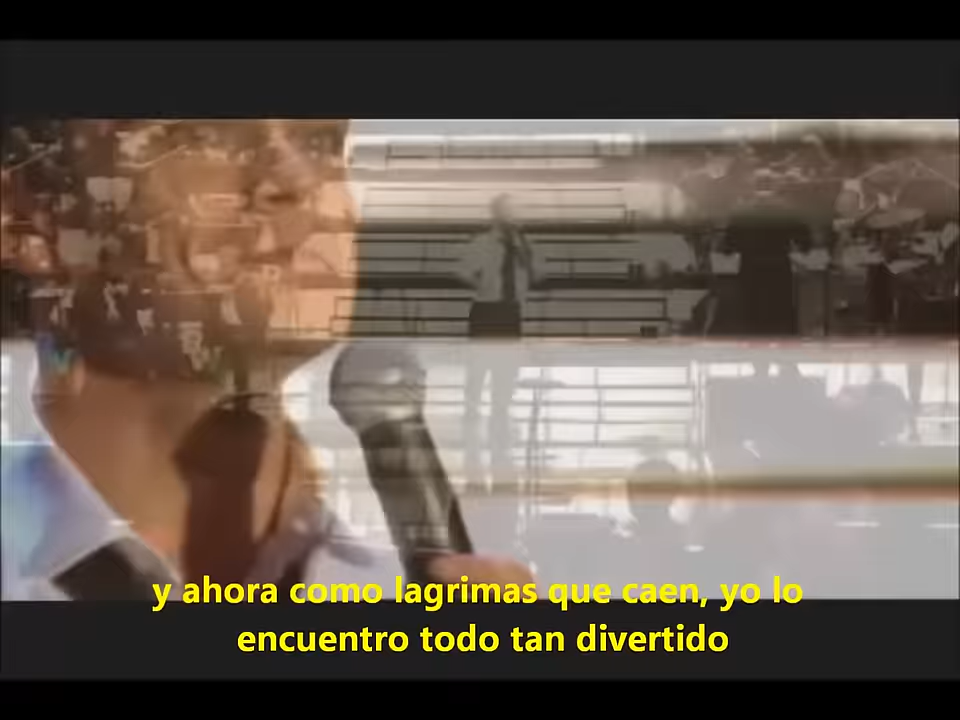 y ahora como lagrimas que caen, yo lo
encuentro todo tan divertido